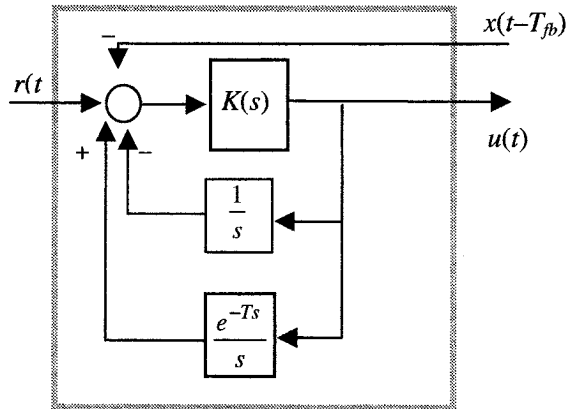 −
x(t−T_fb)
r(t
K(s)
u(t)
+
−
1/s
e^{−Ts}/s